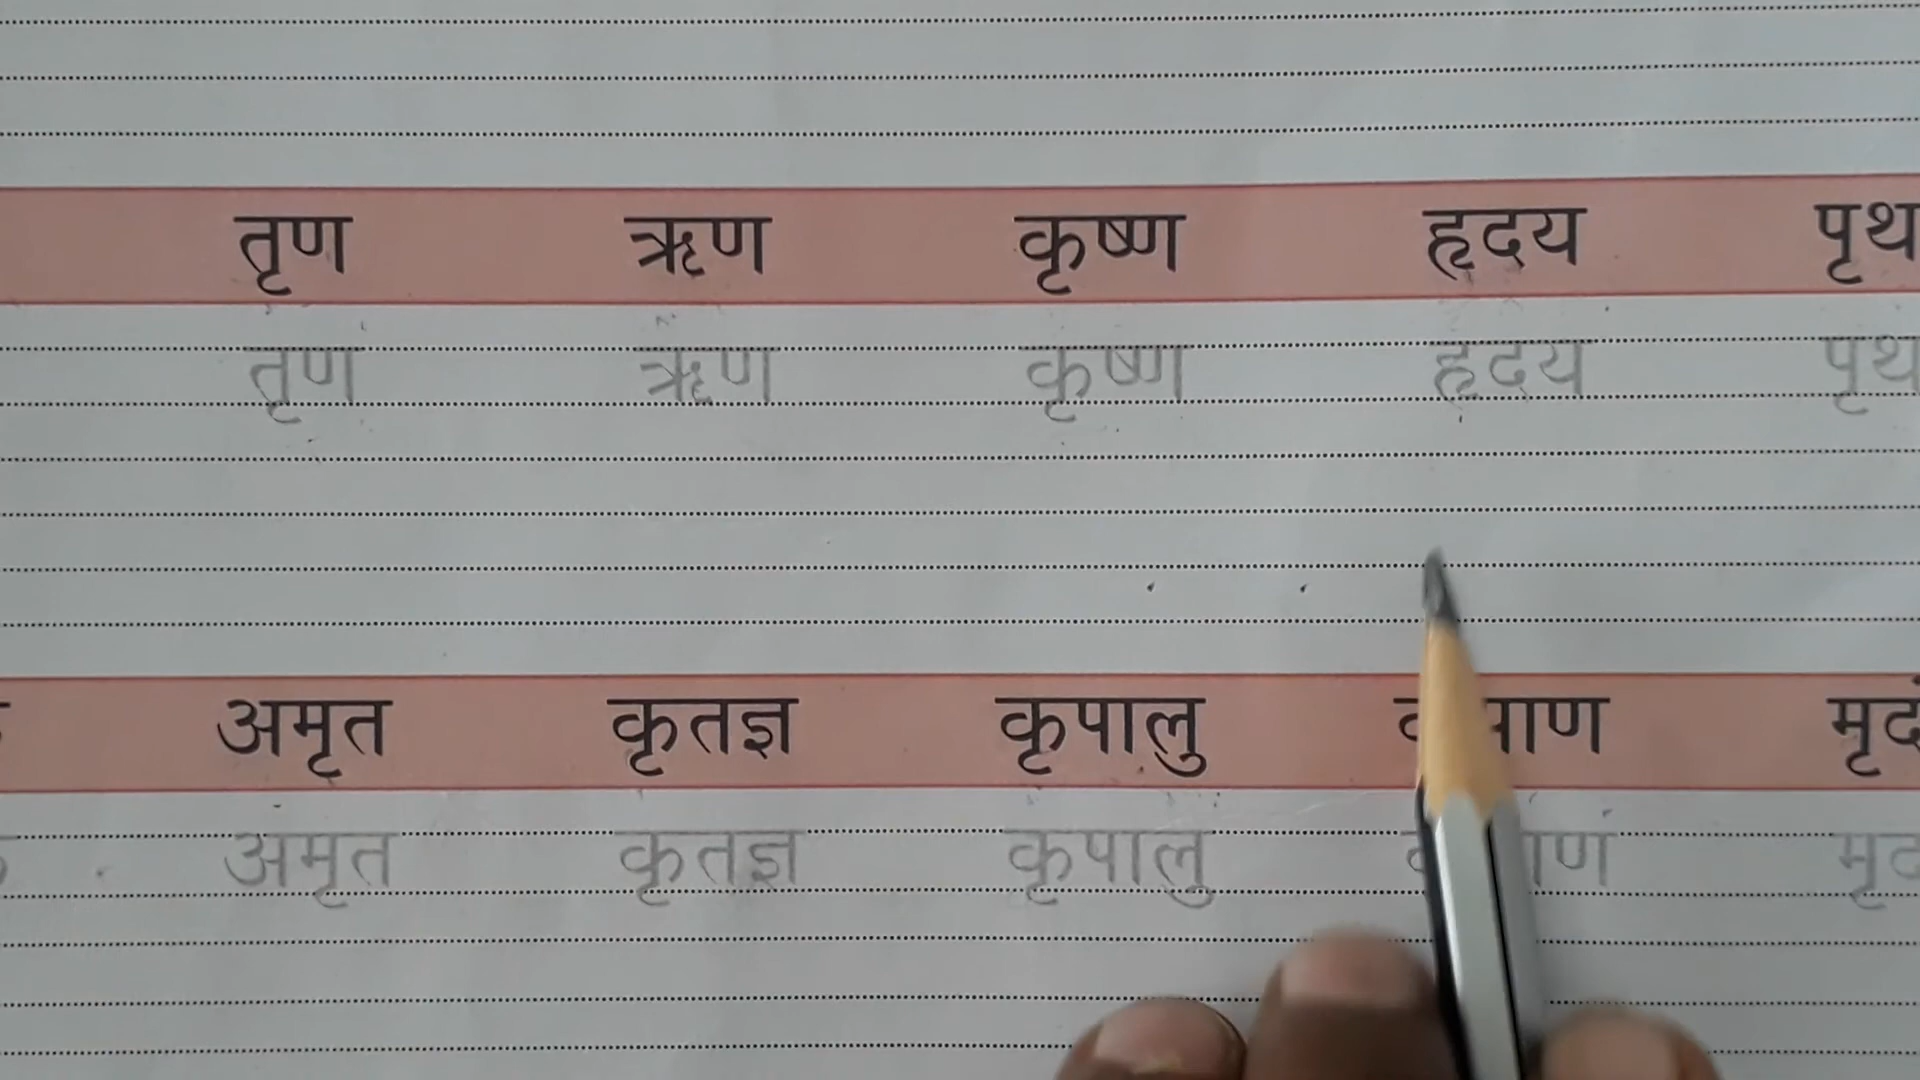 तृण ऋण कृष्ण हृदय
तृण ऋण कृष्ण हृदय
अमृत कृतज्ञ कृपालु
अमृत कृतज्ञ कृपालु